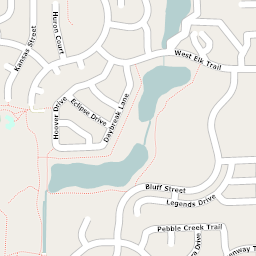 Kansas Street
Huron Court
West Elk Trail
Hoover Drive
Eclipse Drive
Daybreak Lane
Bluff Street
Legends Drive
Pebble Creek Trail
Drive